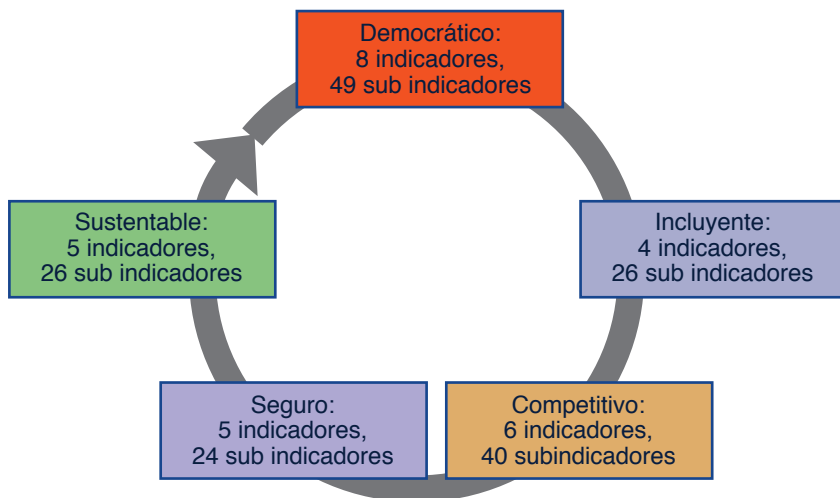 Democrático:
8 indicadores,
49 sub indicadores
Incluyente:
4 indicadores,
26 sub indicadores
Competitivo:
6 indicadores,
40 subindicadores
Seguro:
5 indicadores,
24 sub indicadores
Sustentable:
5 indicadores,
26 sub indicadores